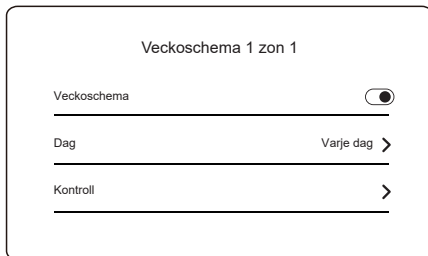 Veckoschema 1 zon 1
Veckoschema
Dag Varje dag
Kontroll